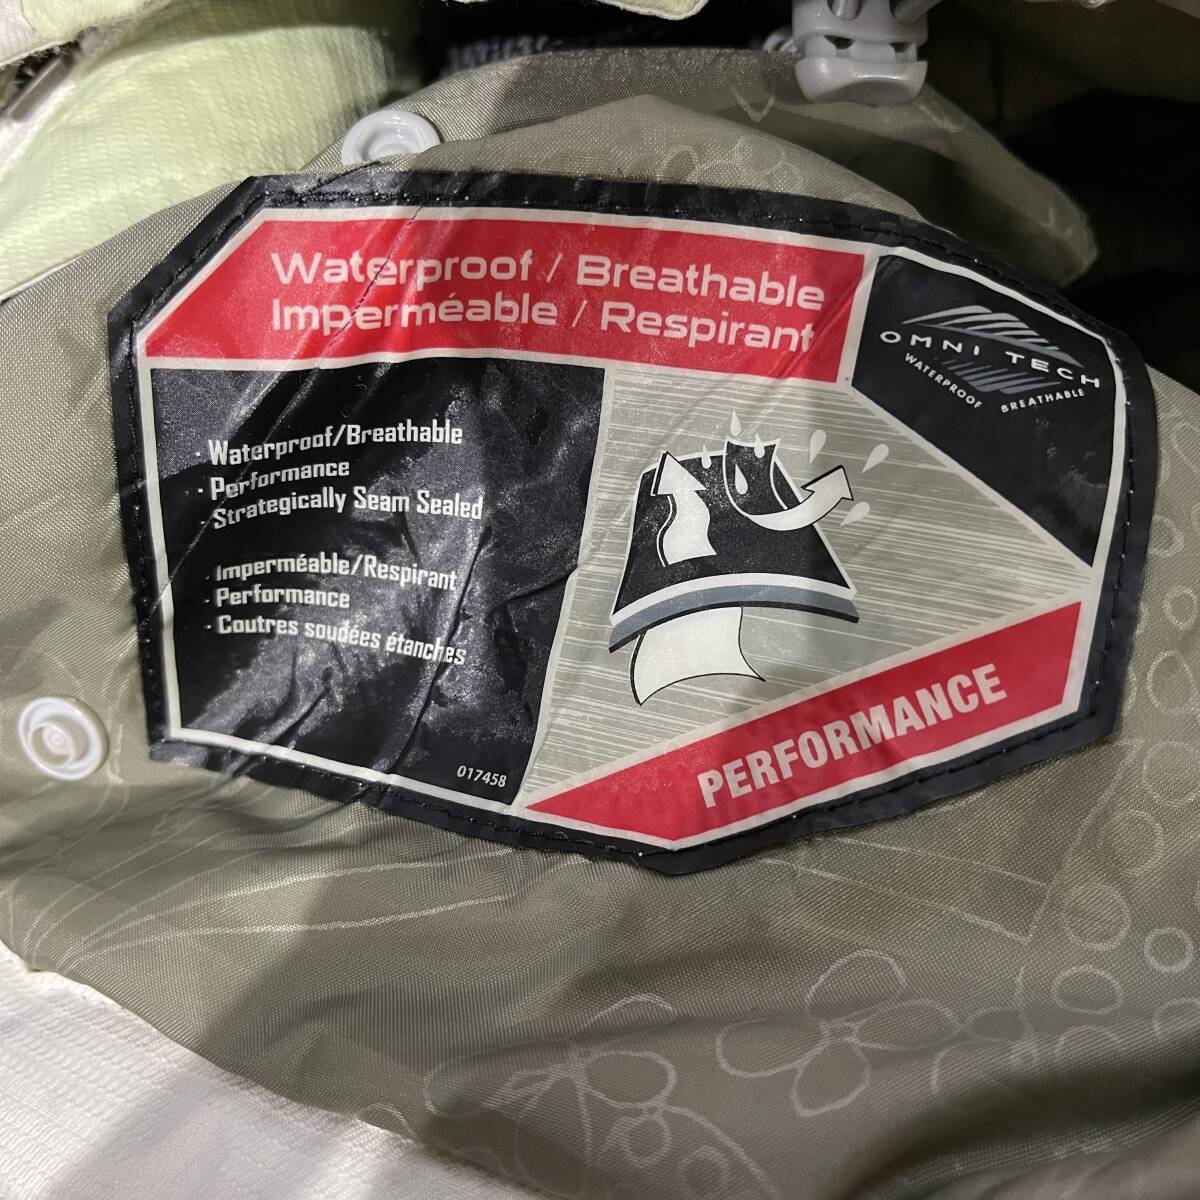 Waterproof / Breathable
Imperméable / Respirant
OMNI TECH
WATERPROOF BREATHABLE
· Waterproof/Breathable
· Performance
· Strategically Seam Sealed
· Imperméable/Respirant
· Performance
· Coutres soudées étanches
017458
PERFORMANCE